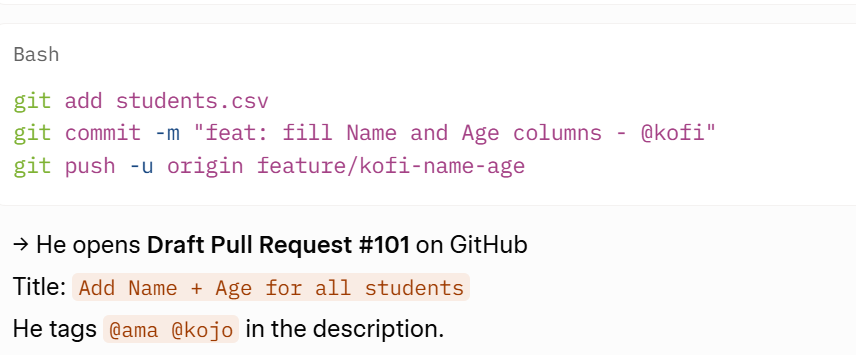 Bash
git add students.csv
git commit -m "feat: fill Name and Age columns - @kofi"
git push -u origin feature/kofi-name-age
→ He opens Draft Pull Request #101 on GitHub
Title: Add Name + Age for all students
He tags @ama @kojo in the description.